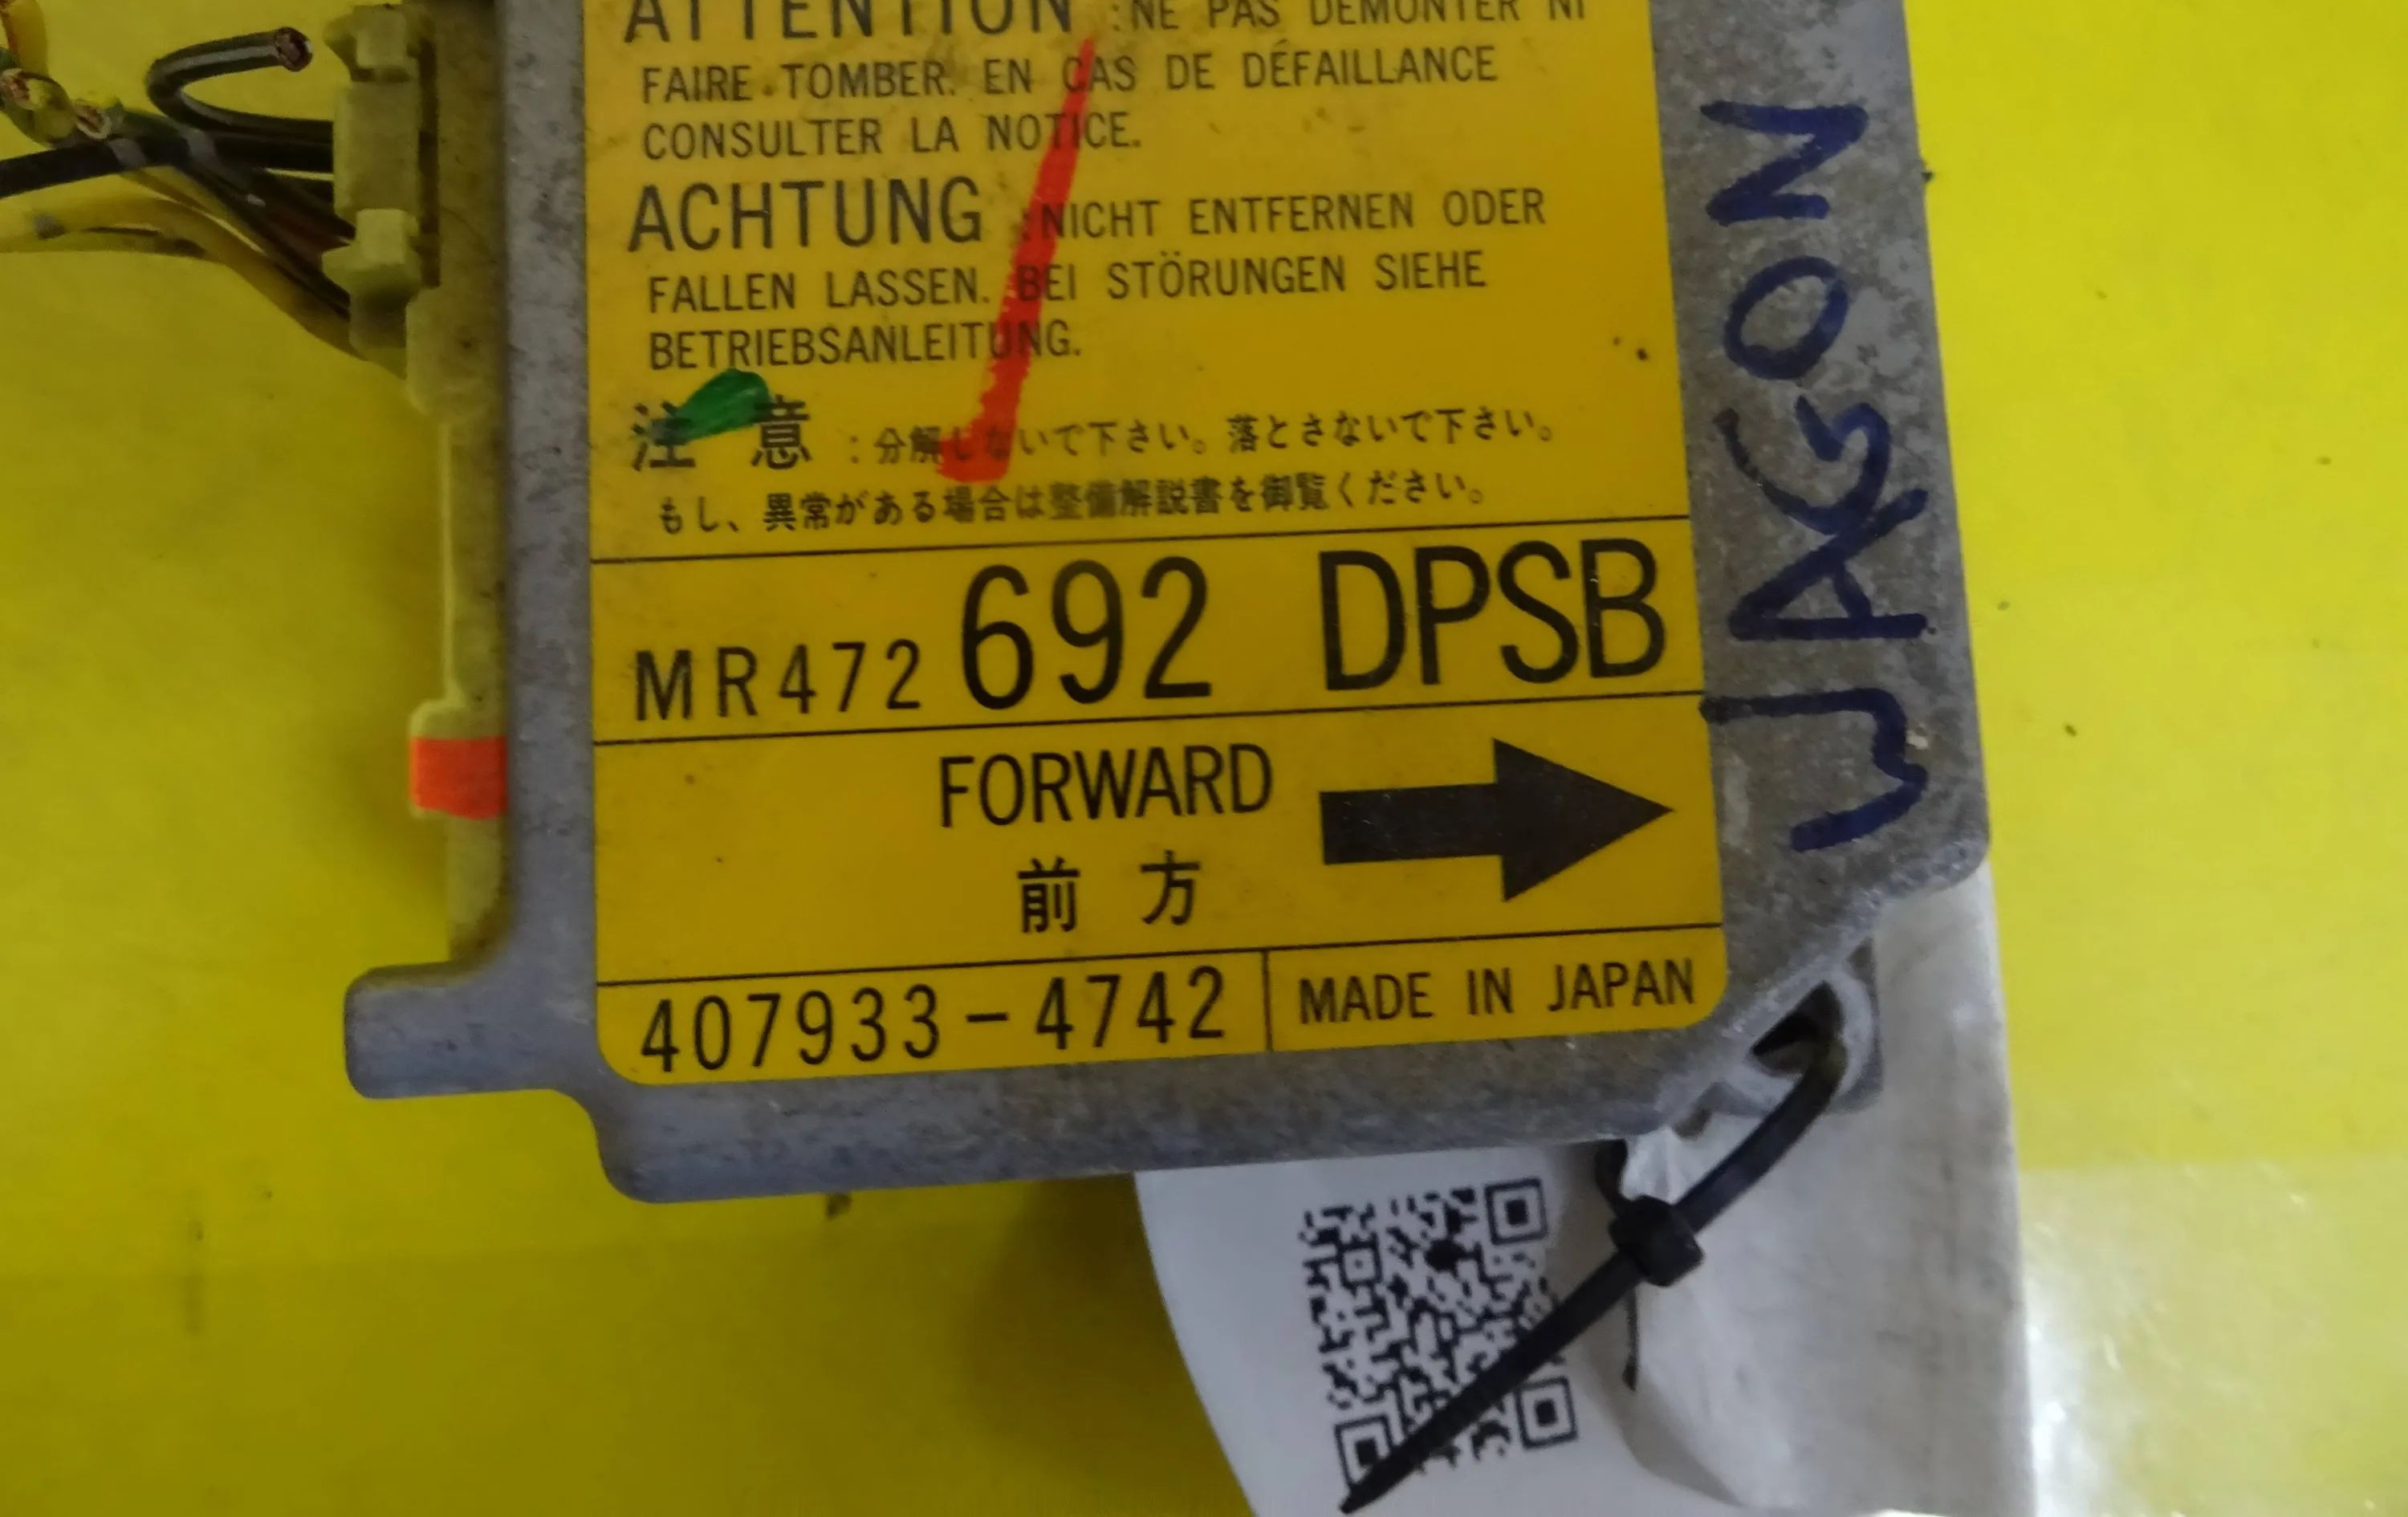 ATTENTION :NE PAS DEMONTER NI
FAIRE TOMBER. EN CAS DE DÉFAILLANCE
CONSULTER LA NOTICE.
ACHTUNG :NICHT ENTFERNEN ODER
FALLEN LASSEN. BEI STÖRUNGEN SIEHE
BETRIEBSANLEITUNG.
注意 :分解しないで下さい。落とさないで下さい。
もし、異常がある場合は整備解説書を御覧ください。
MR472692 DPSB
FORWARD
前方
407933-4742 MADE IN JAPAN